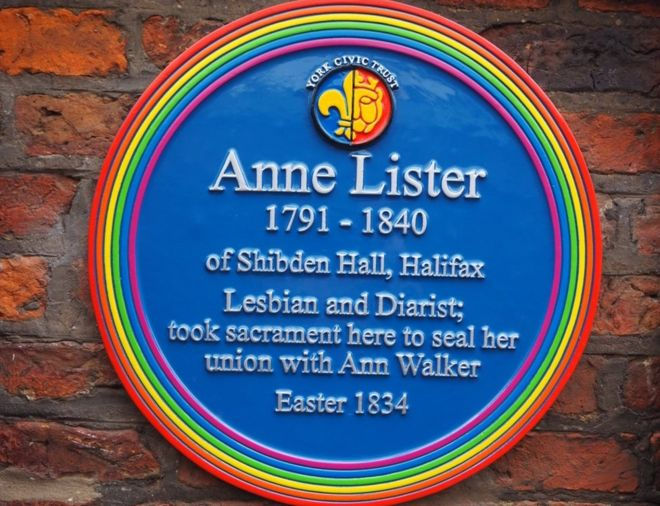 YORK CIVIC TRUST
Anne Lister
1791 - 1840
of Shibden Hall, Halifax
Lesbian and Diarist;
took sacrament here to seal her
union with Ann Walker
Easter 1834